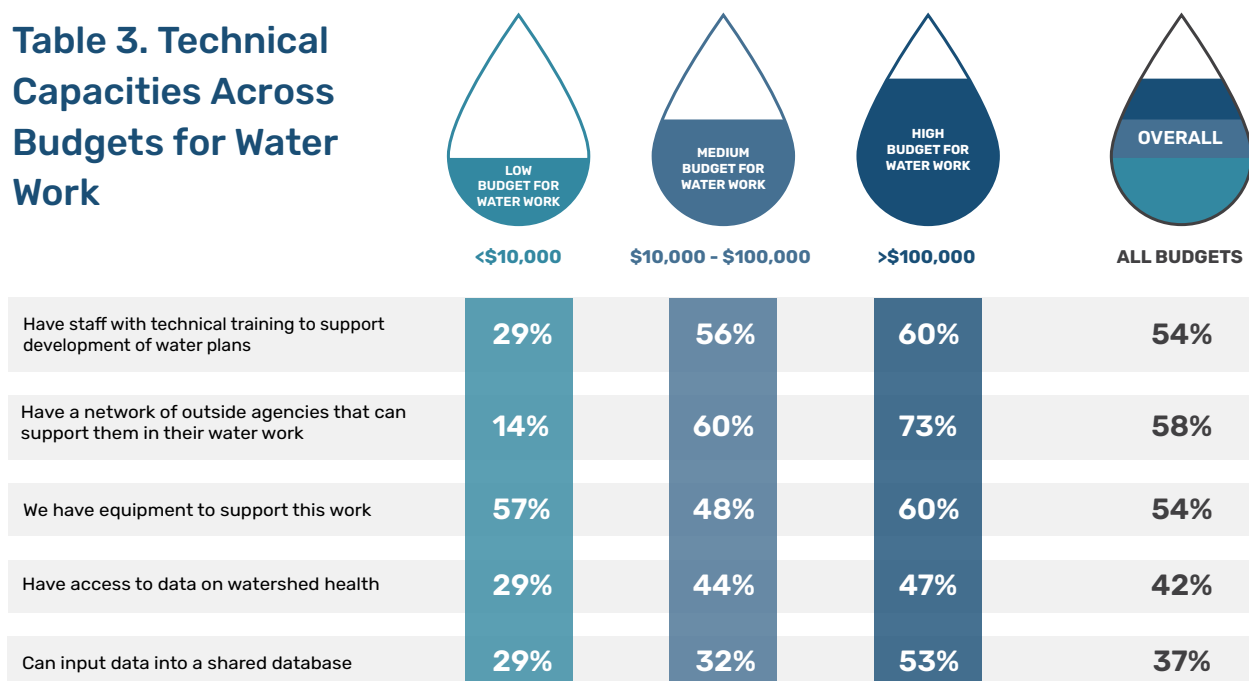 Table 3. Technical
Capacities Across
Budgets for Water
Work
LOW
BUDGET FOR
WATER WORK
MEDIUM
BUDGET FOR
WATER WORK
HIGH
BUDGET FOR
WATER WORK
OVERALL
<$10,000
$10,000 - $100,000
>$100,000
ALL BUDGETS
Have staff with technical training to support
development of water plans
29%
56%
60%
54%
Have a network of outside agencies that can
support them in their water work
14%
60%
73%
58%
We have equipment to support this work
57%
48%
60%
54%
Have access to data on watershed health
29%
44%
47%
42%
Can input data into a shared database
29%
32%
53%
37%